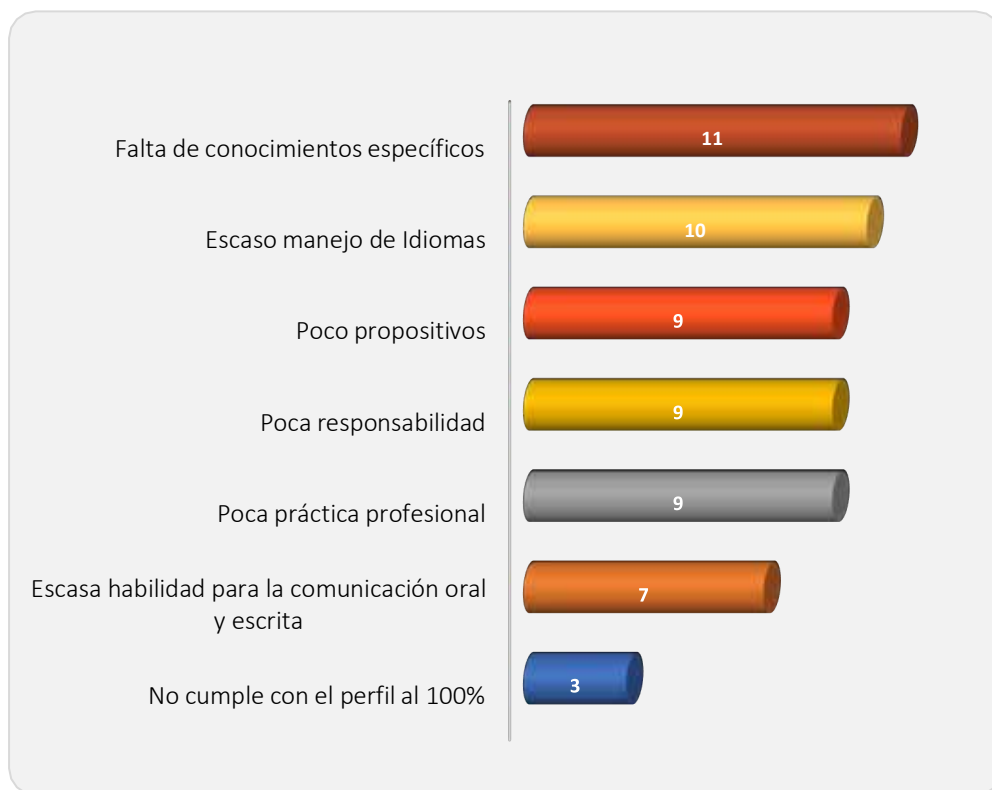 Falta de conocimientos específicos
11
Escaso manejo de Idiomas
10
Poco propositivos
9
Poca responsabilidad
9
Poca práctica profesional
9
Escasa habilidad para la comunicación oral
y escrita
7
No cumple con el perfil al 100%
3